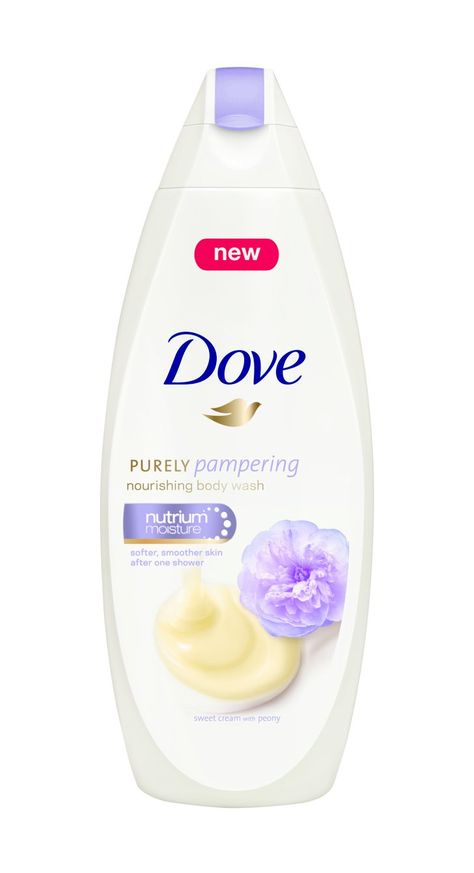 new
Dove
PURELY pampering
nourishing body wash
nutrium
moisture
softer, smoother skin
after one shower
sweet cream with peony